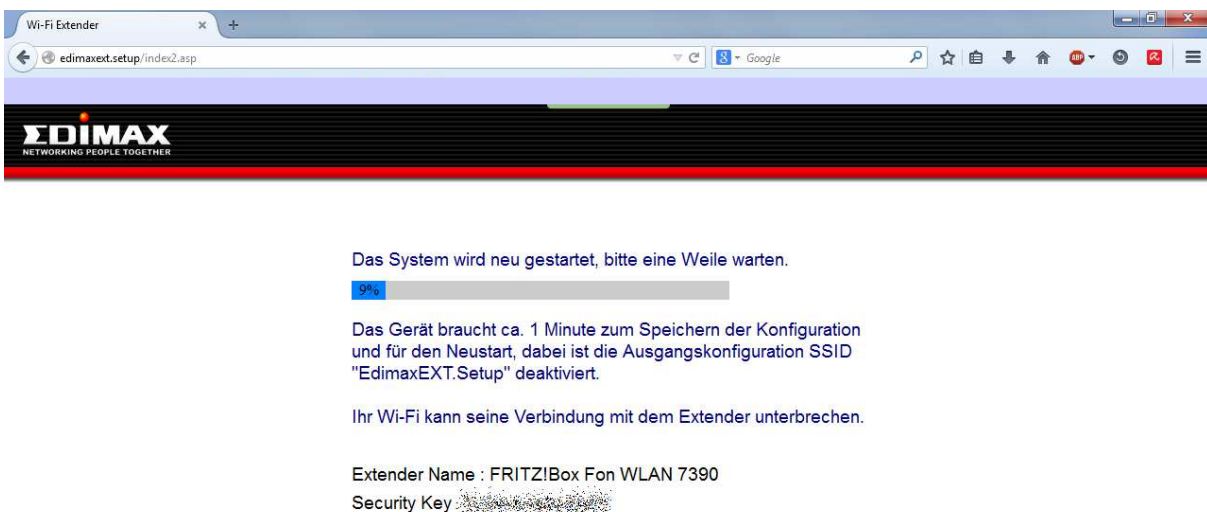 Wi-Fi Extender
edimaxext.setup/index2.asp
8 Google
ABP
EDIMAX
NETWORKING PEOPLE TOGETHER
Das System wird neu gestartet, bitte eine Weile warten.
9%
Das Gerät braucht ca. 1 Minute zum Speichern der Konfiguration
und für den Neustart, dabei ist die Ausgangskonfiguration SSID
"EdimaxEXT.Setup" deaktiviert.
Ihr Wi-Fi kann seine Verbindung mit dem Extender unterbrechen.
Extender Name : FRITZ!Box Fon WLAN 7390
Security Key :